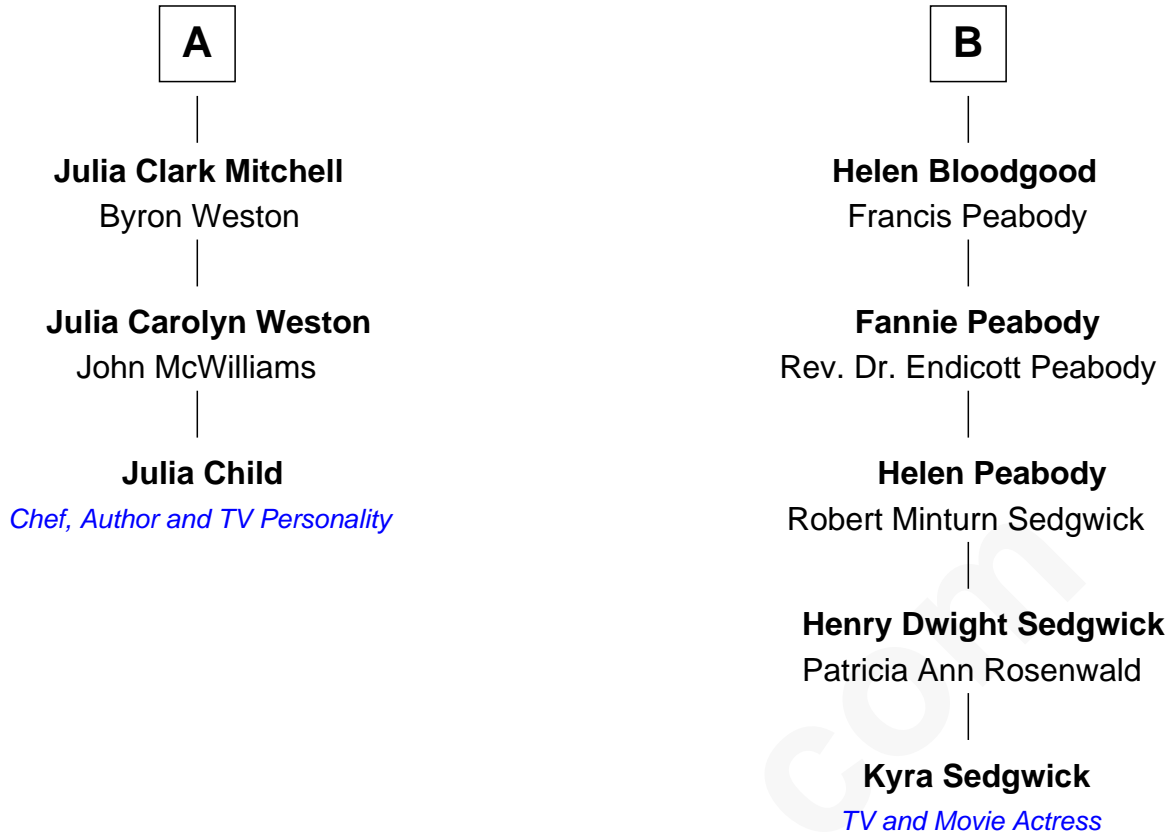 A
Julia Clark Mitchell
Byron Weston
Julia Carolyn Weston
John McWilliams
Julia Child
Chef, Author and TV Personality
B
Helen Bloodgood
Francis Peabody
Fannie Peabody
Rev. Dr. Endicott Peabody
Helen Peabody
Robert Minturn Sedgwick
Henry Dwight Sedgwick
Patricia Ann Rosenwald
Kyra Sedgwick
TV and Movie Actress
com